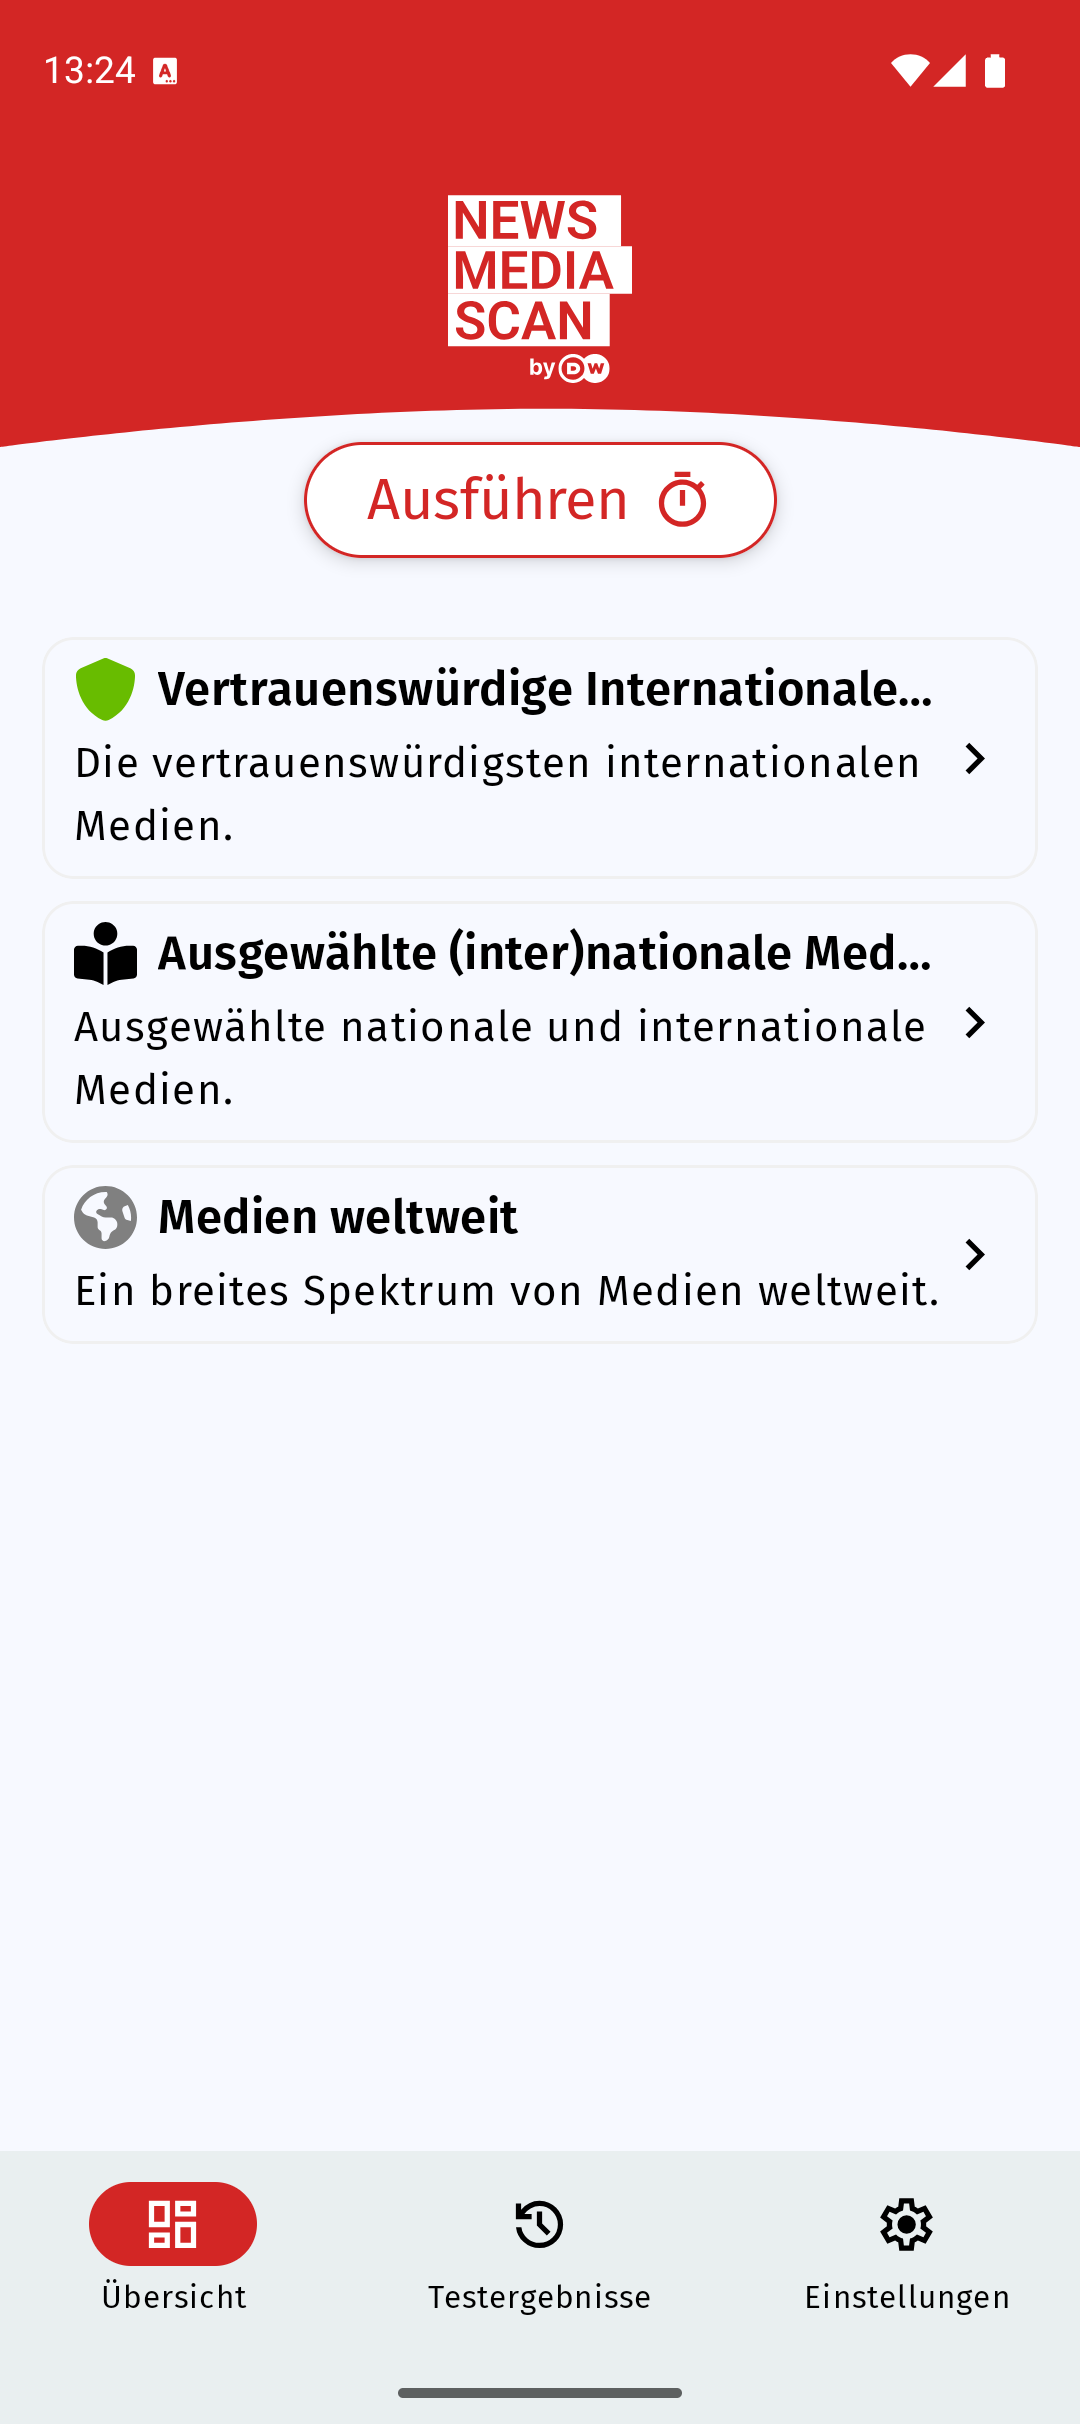 13:24
NEWS
MEDIA
SCAN
by DW
Ausführen
Vertrauenswürdige Internationale...
Die vertrauenswürdigsten internationalen
Medien.
Ausgewählte (inter)nationale Med...
Ausgewählte nationale und internationale
Medien.
Medien weltweit
Ein breites Spektrum von Medien weltweit.
Übersicht
Testergebnisse
Einstellungen